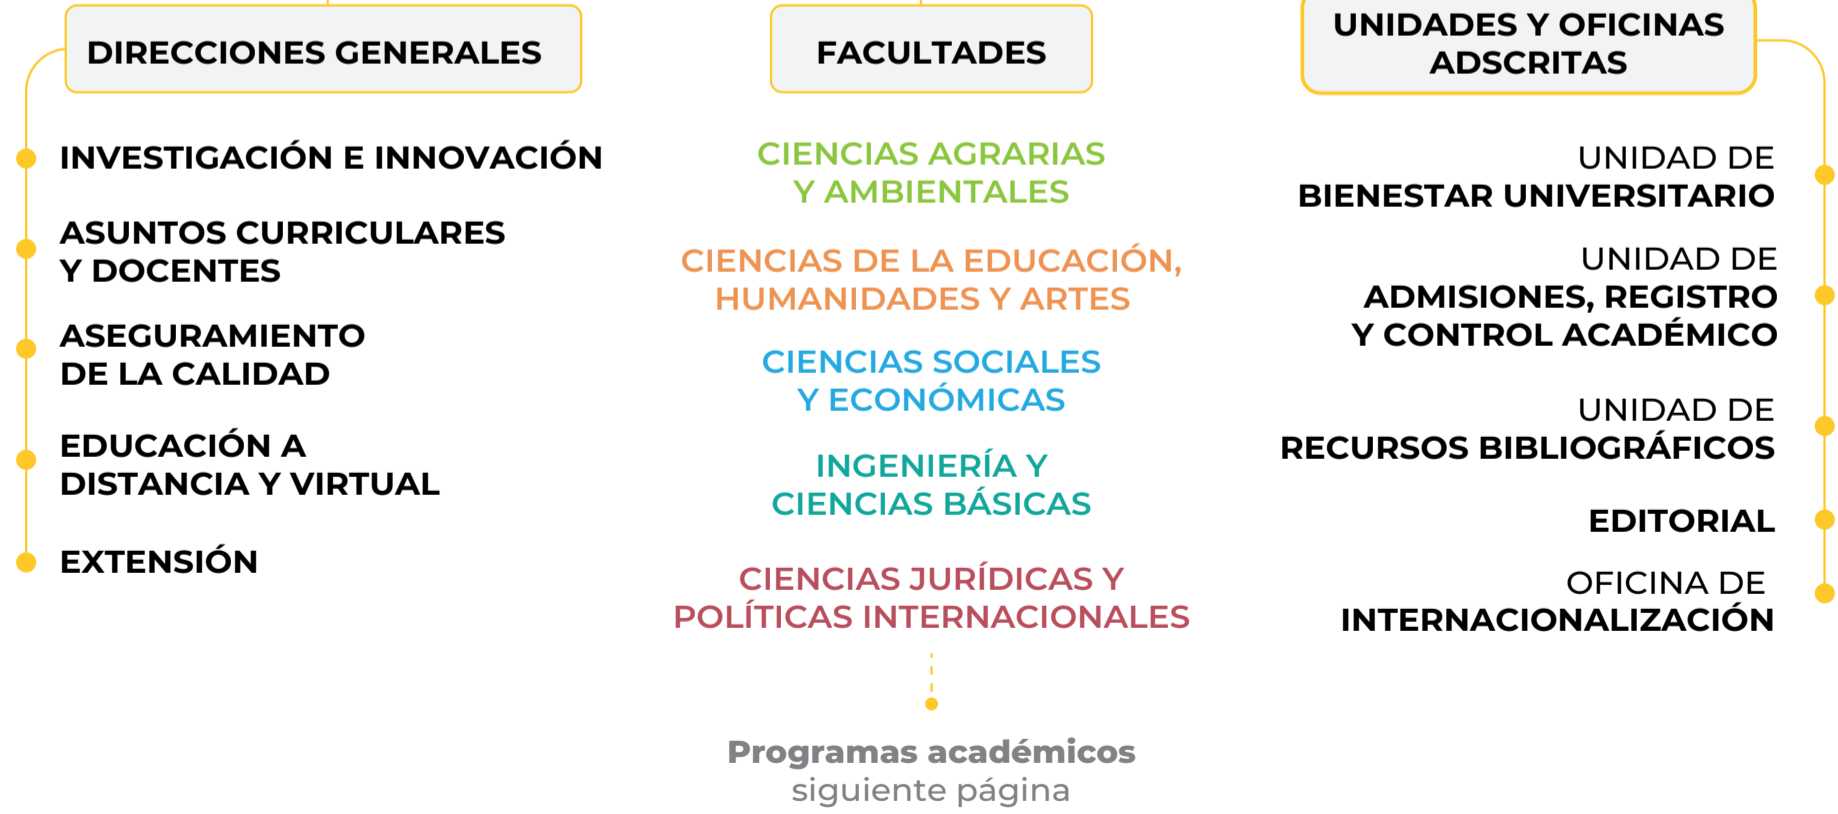 DIRECCIONES GENERALES
INVESTIGACIÓN E INNOVACIÓN
ASUNTOS CURRICULARES
Y DOCENTES
ASEGURAMIENTO
DE LA CALIDAD
EDUCACIÓN A
DISTANCIA Y VIRTUAL
EXTENSIÓN
FACULTADES
CIENCIAS AGRARIAS
Y AMBIENTALES
CIENCIAS DE LA EDUCACIÓN,
HUMANIDADES Y ARTES
CIENCIAS SOCIALES
Y ECONÓMICAS
INGENIERÍA Y
CIENCIAS BÁSICAS
CIENCIAS JURÍDICAS Y
POLÍTICAS INTERNACIONALES
Programas académicos
siguiente página
UNIDADES Y OFICINAS
ADSCRITAS
UNIDAD DE
BIENESTAR UNIVERSITARIO
UNIDAD DE
ADMISIONES, REGISTRO
Y CONTROL ACADÉMICO
UNIDAD DE
RECURSOS BIBLIOGRÁFICOS
EDITORIAL
OFICINA DE
INTERNACIONALIZACIÓN